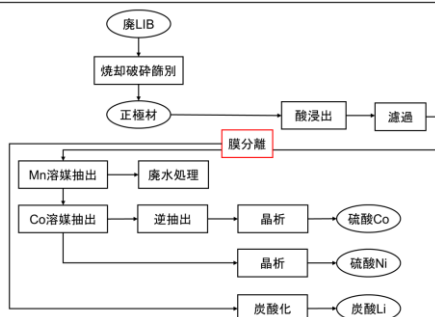 廃LIB
焼却破砕篩別
正極材
酸浸出
濾過
膜分離
Mn溶媒抽出
廃水処理
Co溶媒抽出
逆抽出
晶析
硫酸Co
晶析
硫酸Ni
炭酸化
炭酸Li